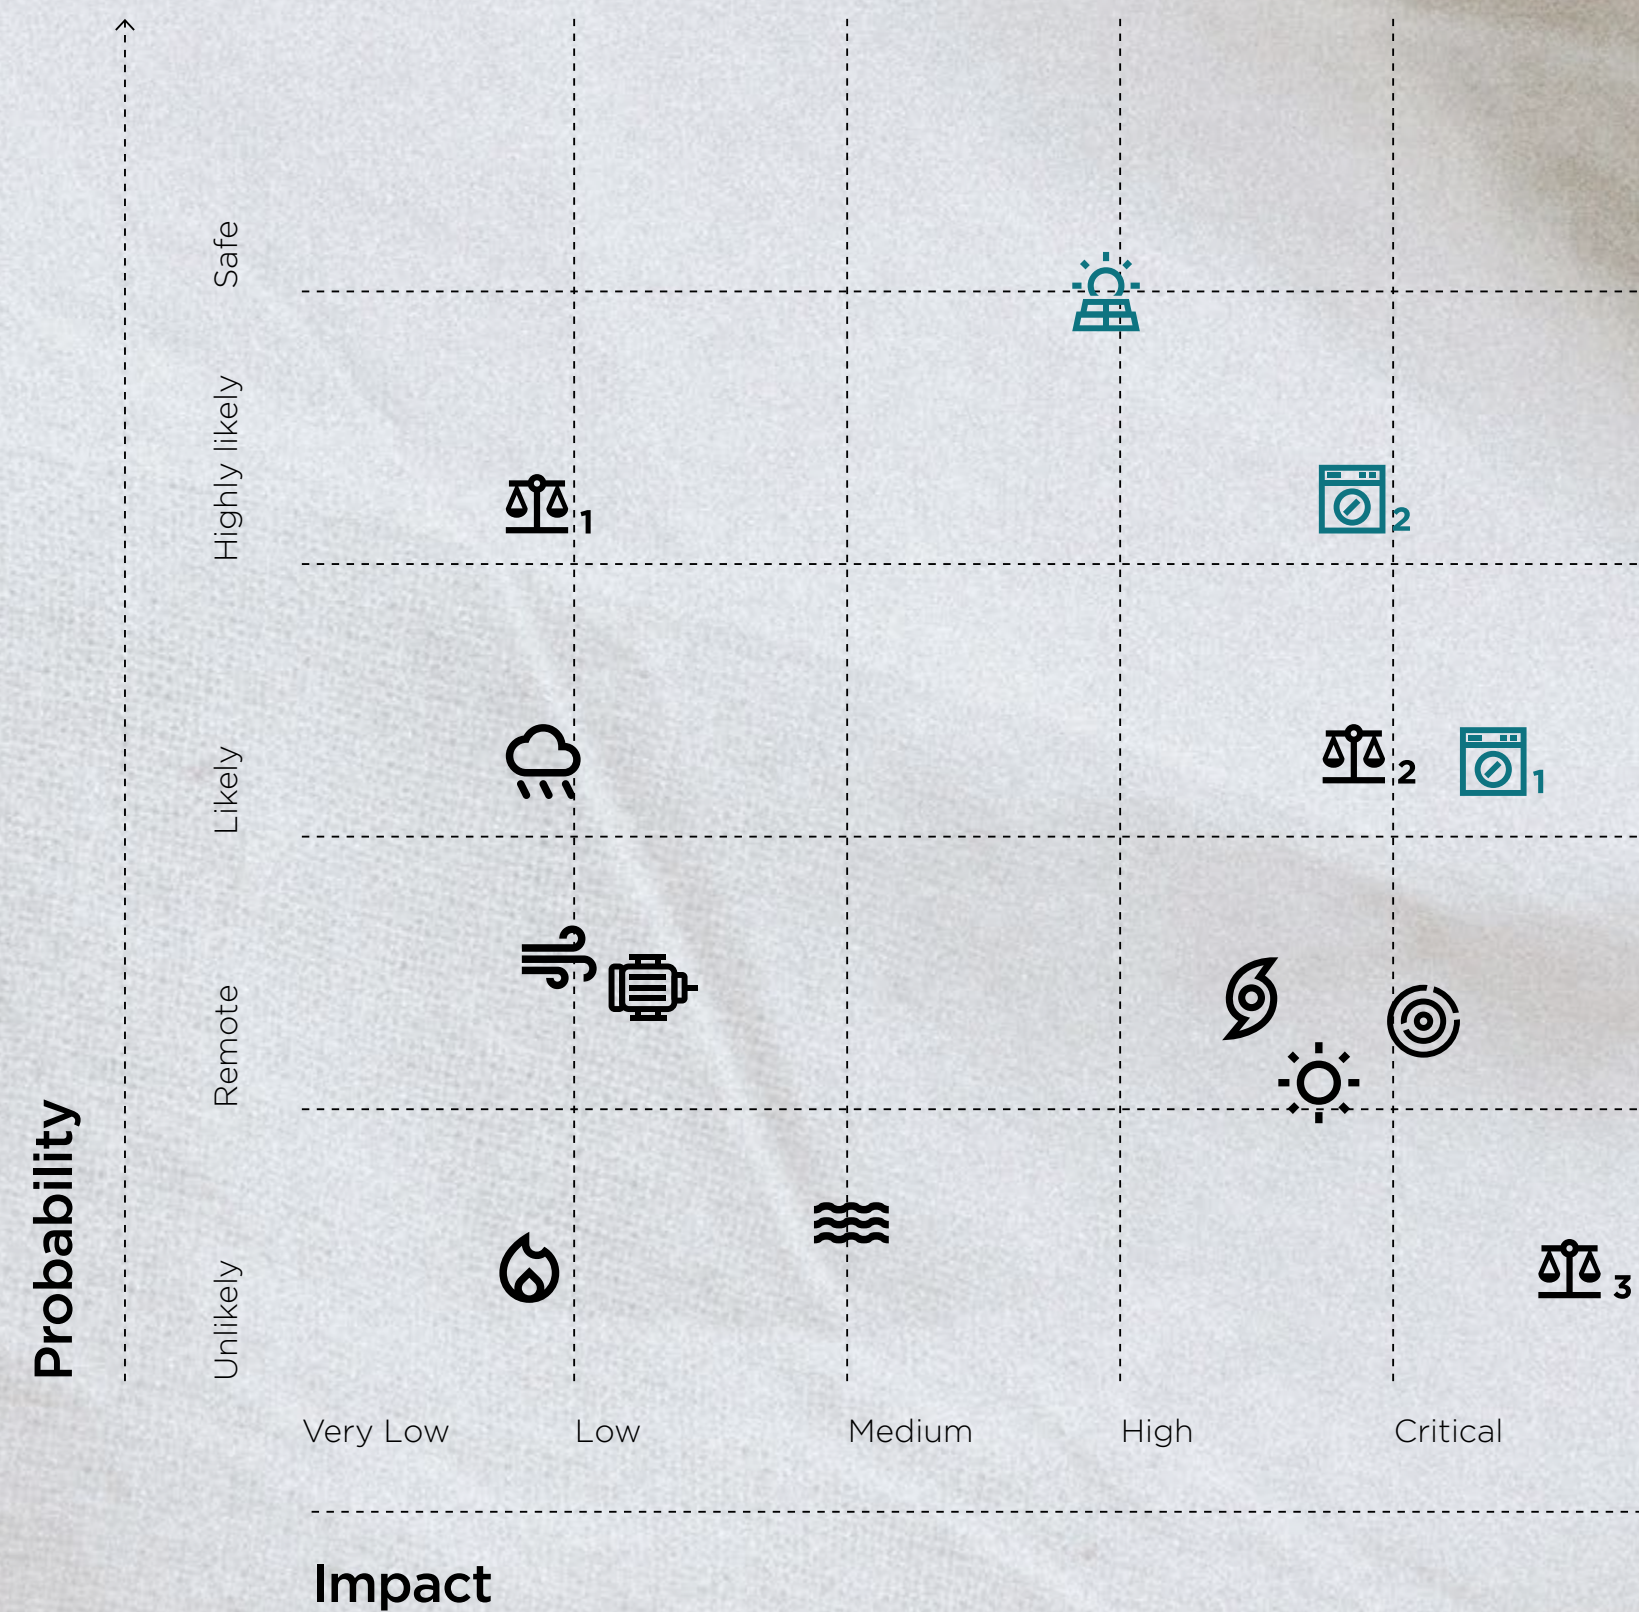 Probability
Safe
Highly likely
Likely
Remote
Unlikely
1
2
2
1
3
Very Low
Low
Medium
High
Critical
Impact